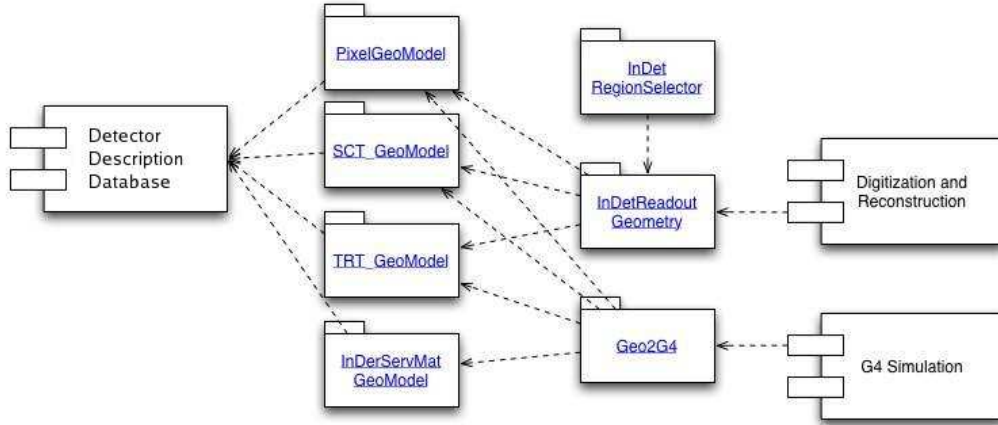 PixelGeoModel
InDet
RegionSelector
Detector
Description
Database
SCT_GeoModel
Digitization and
Reconstruction
InDetReadout
Geometry
TRT_GeoModel
InDerServMat
GeoModel
Geo2G4
G4 Simulation